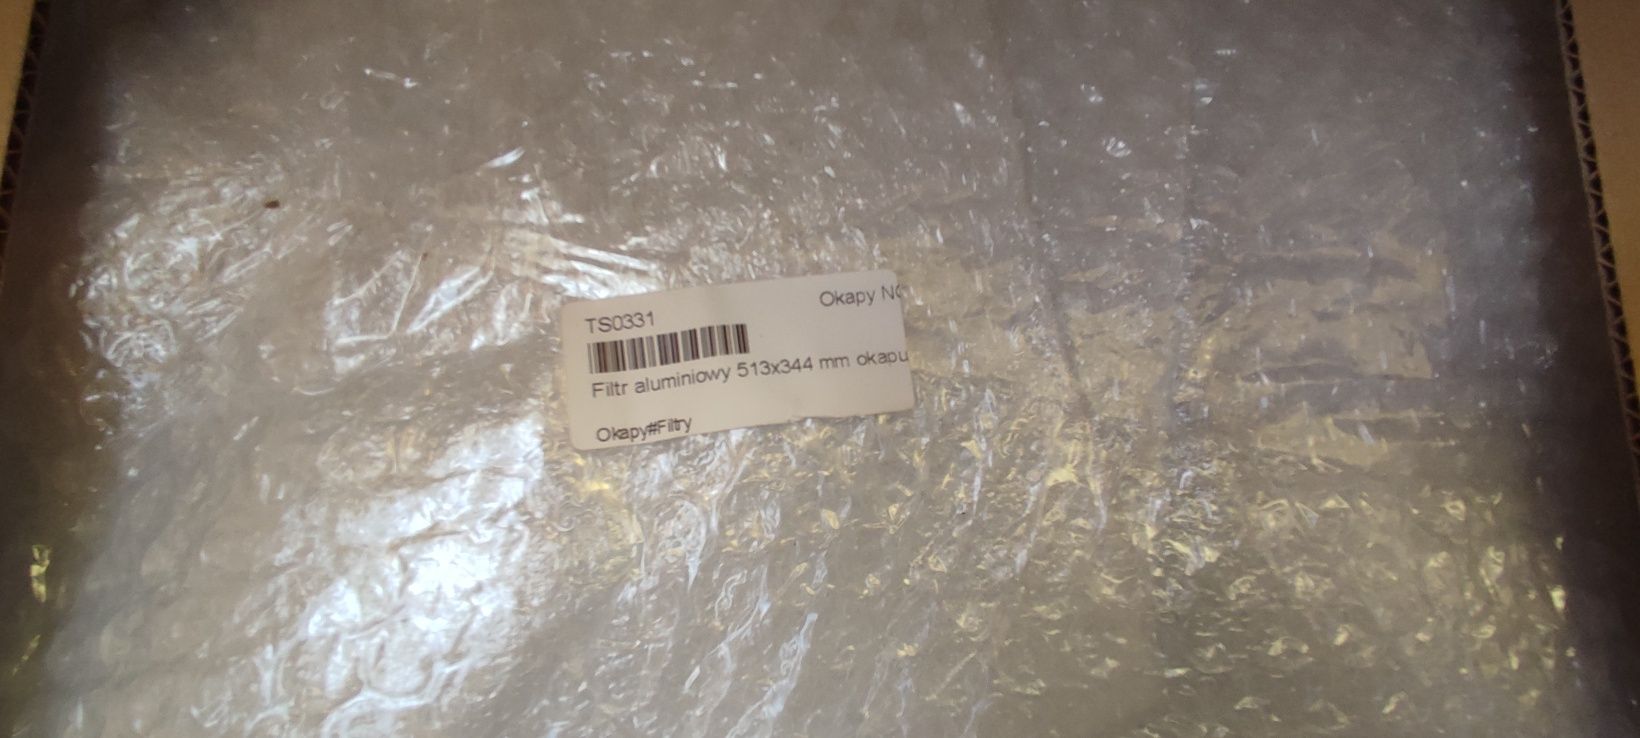 Okapy
TS0331
Filtr aluminiowy 513x344 mm okapu
Okapy#Filtry